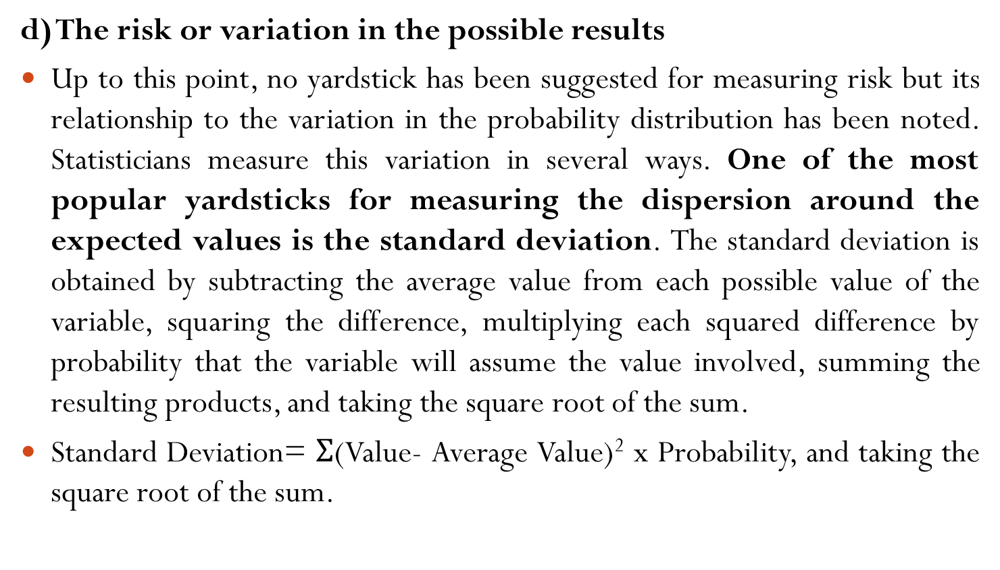 d) The risk or variation in the possible results
• Up to this point, no yardstick has been suggested for measuring risk but its
relationship to the variation in the probability distribution has been noted.
Statisticians measure this variation in several ways. One of the most
popular yardsticks for measuring the dispersion around the
expected values is the standard deviation. The standard deviation is
obtained by subtracting the average value from each possible value of the
variable, squaring the difference, multiplying each squared difference by
probability that the variable will assume the value involved, summing the
resulting products, and taking the square root of the sum.
• Standard Deviation= Σ(Value- Average Value)² x Probability, and taking the
square root of the sum.